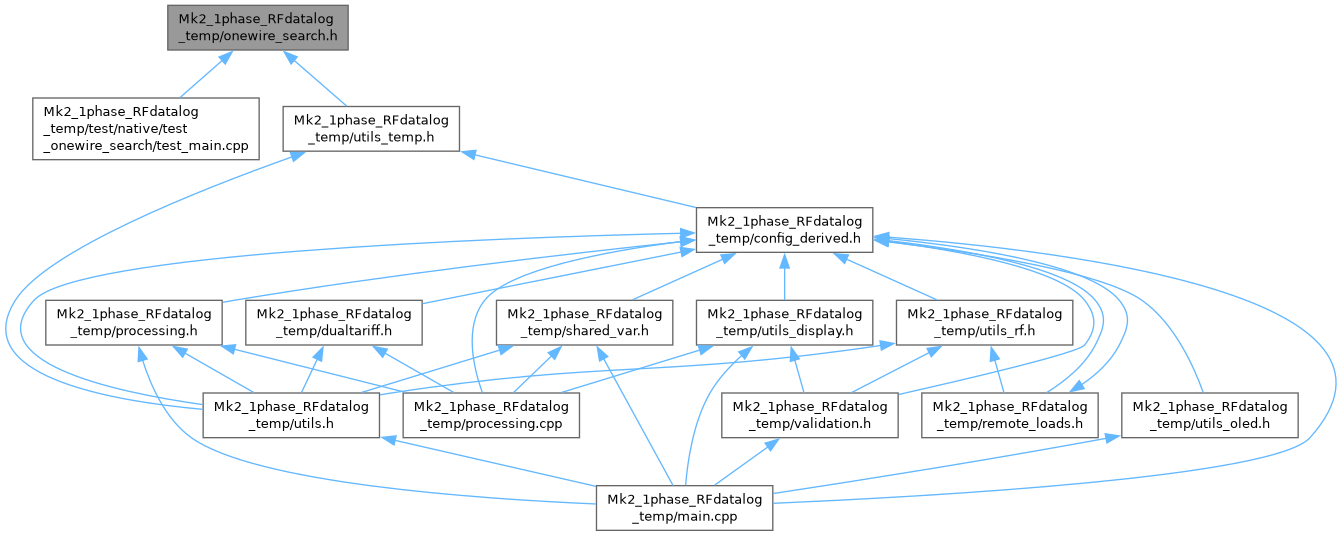 Mk2_1phase_RFdatalog
_temp/onewire_search.h
Mk2_1phase_RFdatalog
_temp/test/native/test
_onewire_search/test_main.cpp
Mk2_1phase_RFdatalog
_temp/utils_temp.h
Mk2_1phase_RFdatalog
_temp/config_derived.h
Mk2_1phase_RFdatalog
_temp/processing.h
Mk2_1phase_RFdatalog
_temp/dualtariff.h
Mk2_1phase_RFdatalog
_temp/shared_var.h
Mk2_1phase_RFdatalog
_temp/utils_display.h
Mk2_1phase_RFdatalog
_temp/utils_rf.h
Mk2_1phase_RFdatalog
_temp/utils.h
Mk2_1phase_RFdatalog
_temp/processing.cpp
Mk2_1phase_RFdatalog
_temp/validation.h
Mk2_1phase_RFdatalog
_temp/remote_loads.h
Mk2_1phase_RFdatalog
_temp/utils_oled.h
Mk2_1phase_RFdatalog
_temp/main.cpp